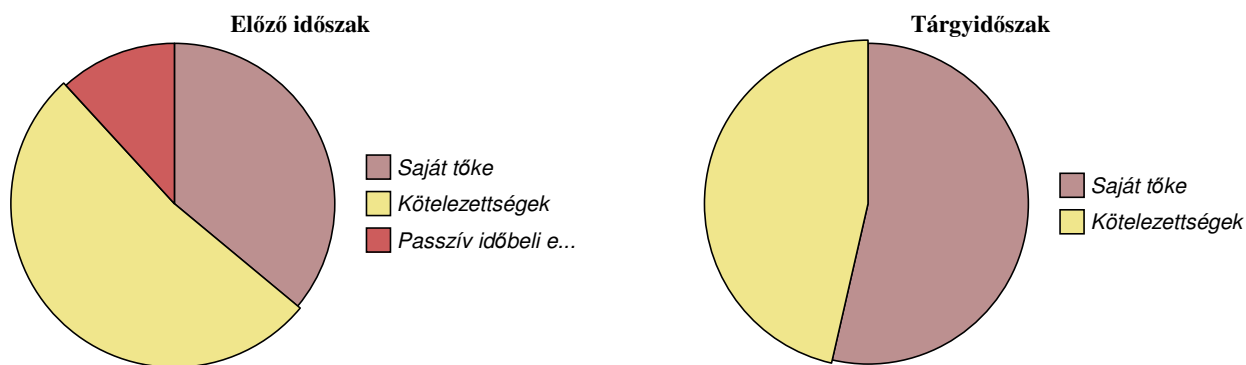 Előző időszak
Saját tőke
Kötelezettségek
Passzív időbeli e...
Tárgyidőszak
Saját tőke
Kötelezettségek